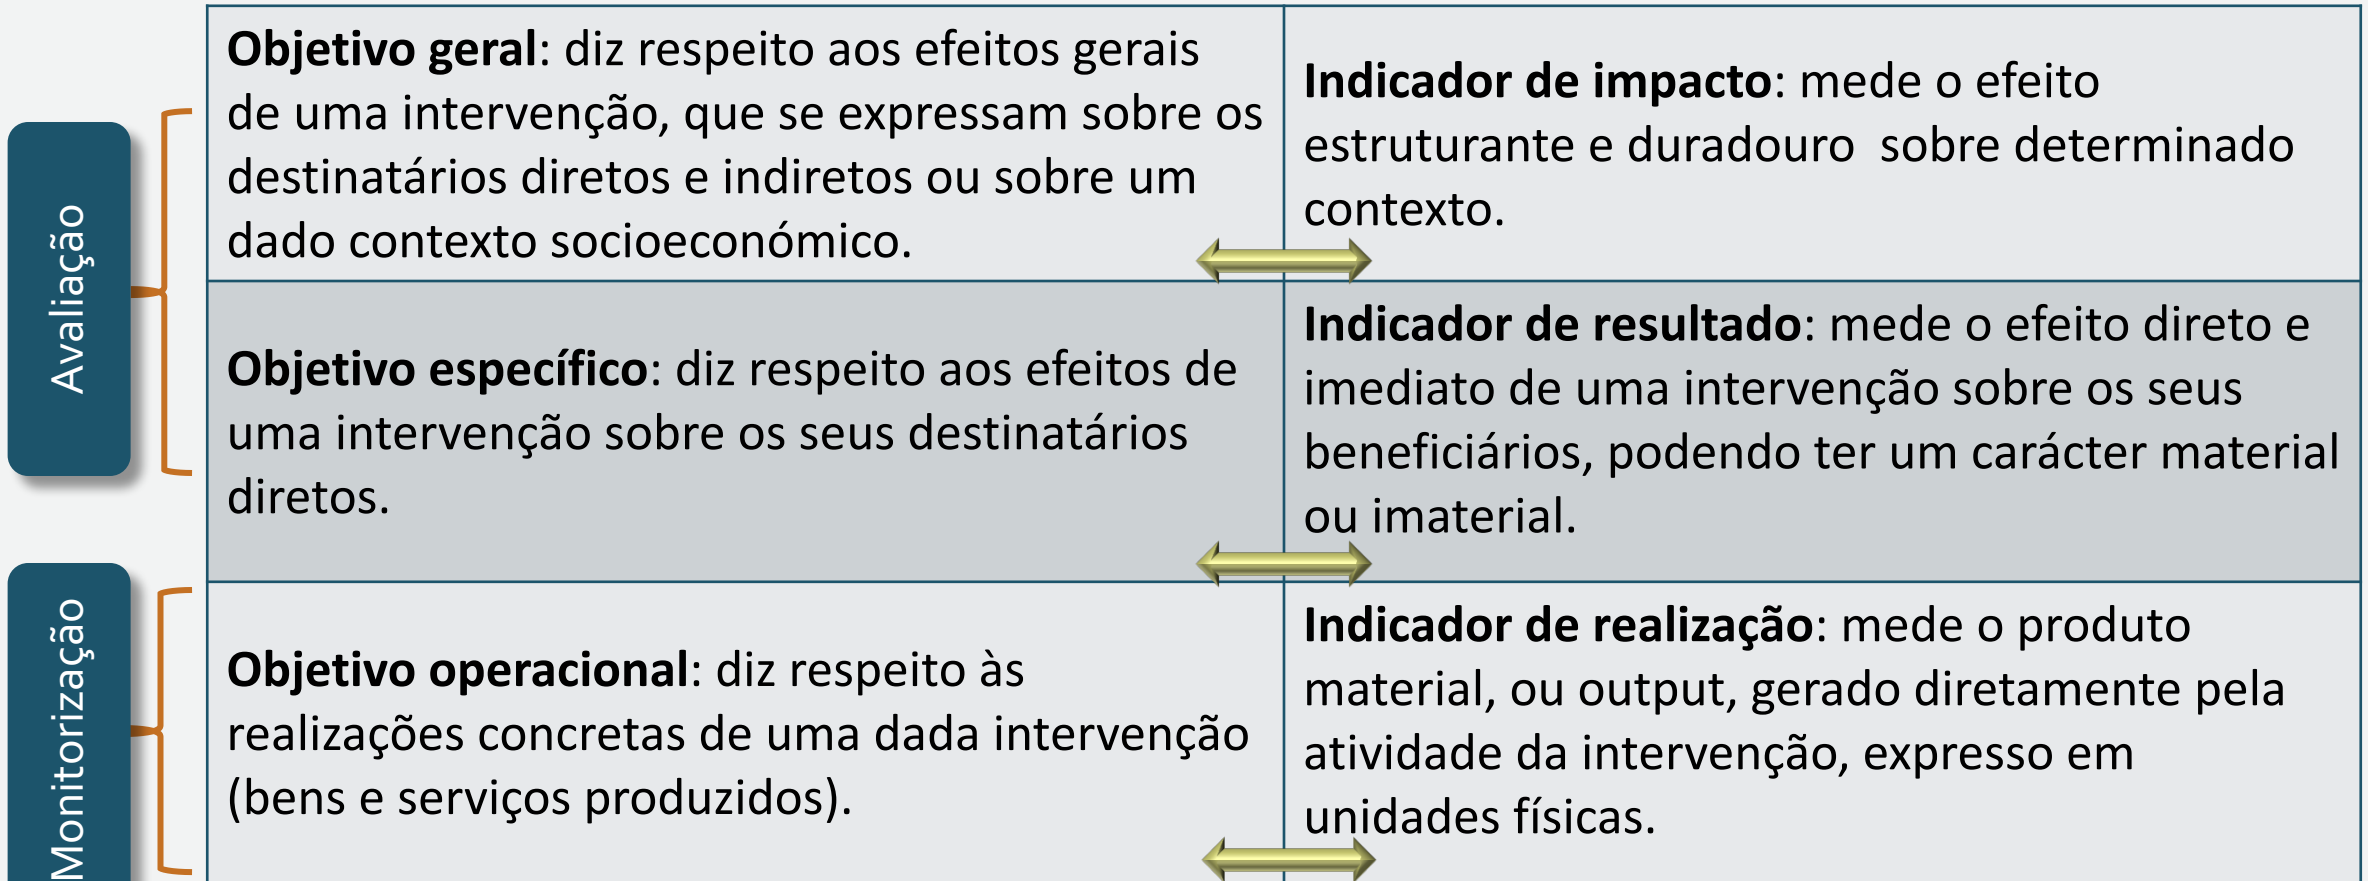 Avaliação
Objetivo geral: diz respeito aos efeitos gerais
de uma intervenção, que se expressam sobre os
destinatários diretos e indiretos ou sobre um
dado contexto socioeconómico.
Indicador de impacto: mede o efeito
estruturante e duradouro sobre determinado
contexto.
Objetivo específico: diz respeito aos efeitos de
uma intervenção sobre os seus destinatários
diretos.
Indicador de resultado: mede o efeito direto e
imediato de uma intervenção sobre os seus
beneficiários, podendo ter um carácter material
ou imaterial.
Monitorização
Objetivo operacional: diz respeito às
realizações concretas de uma dada intervenção
(bens e serviços produzidos).
Indicador de realização: mede o produto
material, ou output, gerado diretamente pela
atividade da intervenção, expresso em
unidades físicas.